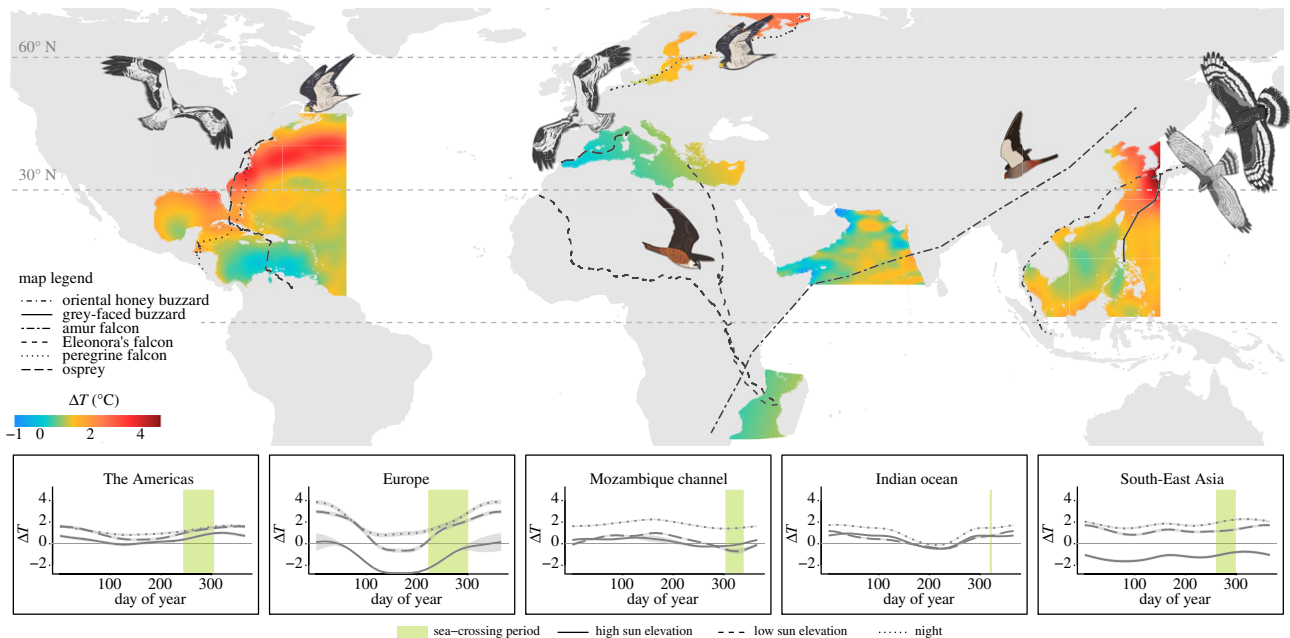 60° N
30° N
map legend
oriental honey buzzard
grey-faced buzzard
amur falcon
Eleonora's falcon
peregrine falcon
osprey
ΔT (°C)
−1 0 2 4
The Americas
4
2
0
−2
ΔT
100 200 300
day of year
Europe
4
2
0
−2
ΔT
100 200 300
day of year
Mozambique channel
4
2
0
−2
ΔT
100 200 300
day of year
Indian ocean
4
2
0
−2
ΔT
100 200 300
day of year
South-East Asia
4
2
0
−2
ΔT
100 200 300
day of year
sea−crossing period high sun elevation low sun elevation night